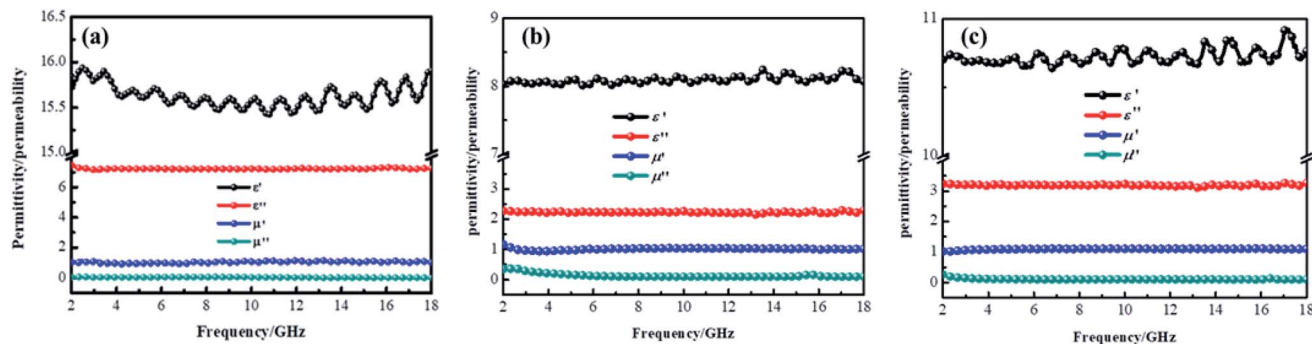 (a)
16.5
16.0
15.5
15.0
6
4
2
0
Permittivity/permeability
ε'
ε''
μ'
μ''
2 4 6 8 10 12 14 16 18
Frequency/GHz
(b)
9
8
7
3
2
1
0
permittivity/permeability
ε'
ε''
μ'
μ''
2 4 6 8 10 12 14 16 18
Frequency/GHz
(c)
11
10
3
2
1
0
permittivity/permeability
ε'
ε''
μ'
μ''
2 4 6 8 10 12 14 16 18
Frequency/GHz